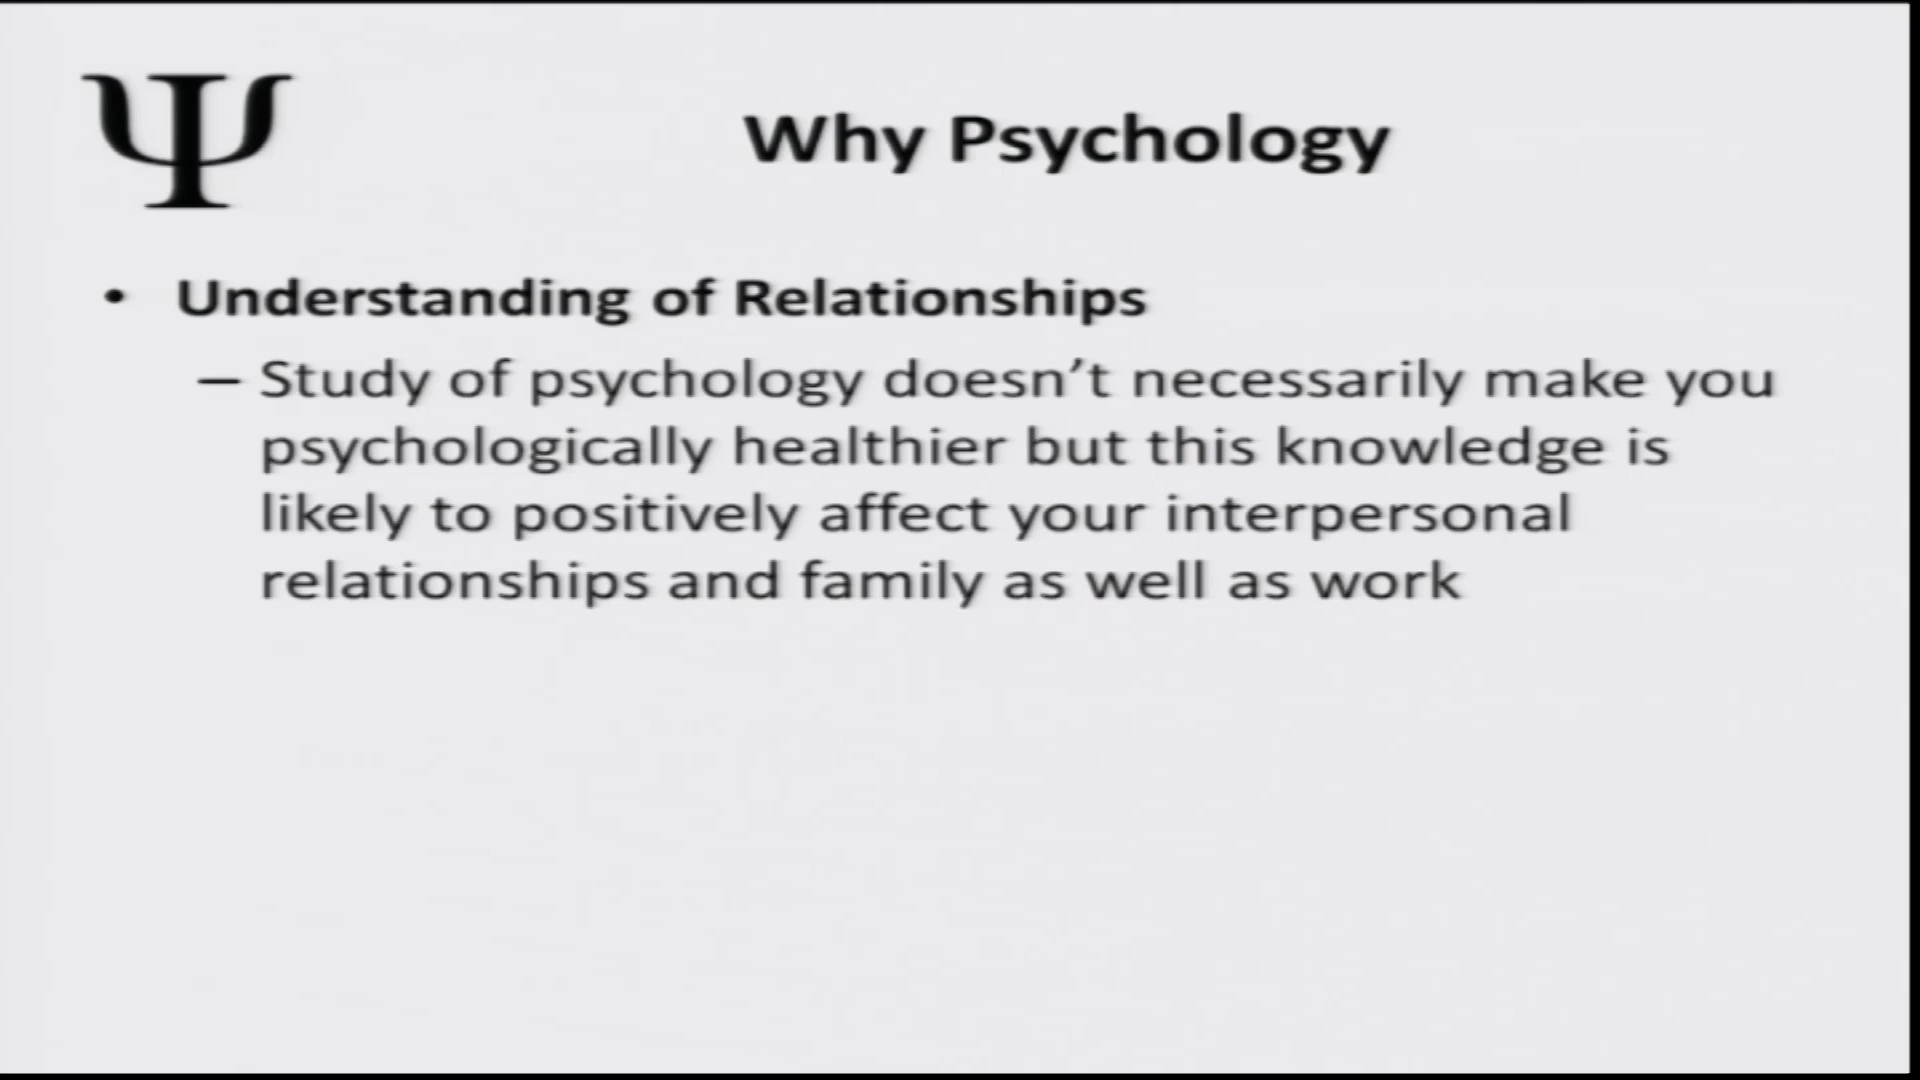 Ψ
Why Psychology
• Understanding of Relationships
– Study of psychology doesn’t necessarily make you
psychologically healthier but this knowledge is
likely to positively affect your interpersonal
relationships and family as well as work